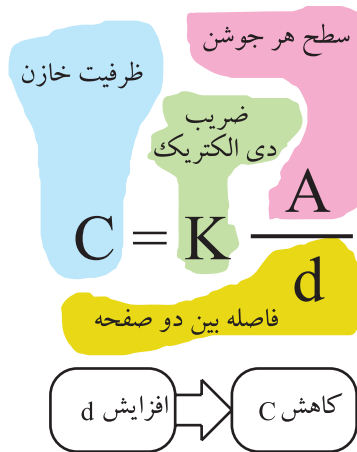 سطح هر جوشن
ظرفیت خازن
ضریب
دی الکتریک
C = K A/d
فاصله بین دو صفحه
افزایش d
کاهش C